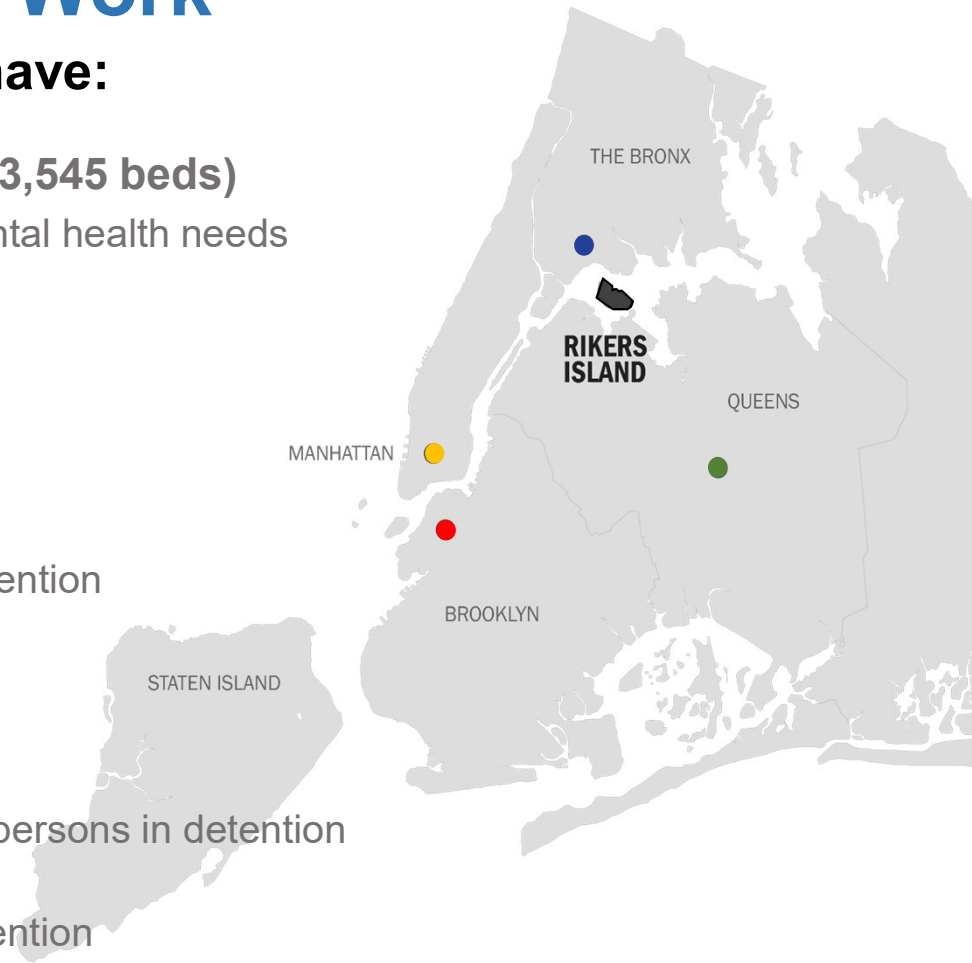 Work
ave:
3,545 beds)
ntal health needs
THE BRONX
RIKERS
ISLAND
QUEENS
MANHATTAN
ention
BROOKLYN
STATEN ISLAND
persons in detention
ention